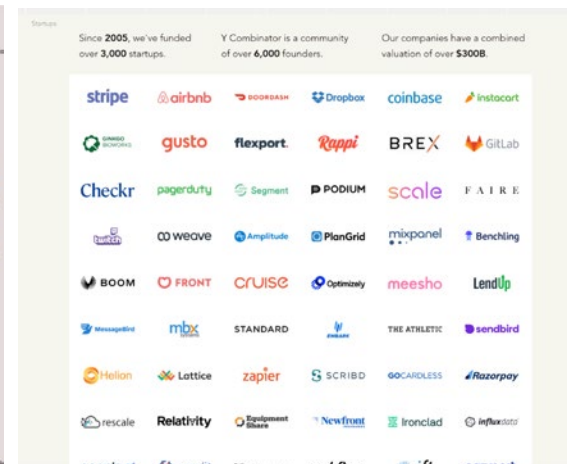 Startups
Since 2005, we've funded
over 3,000 startups.
Y Combinator is a community
of over 6,000 founders.
Our companies have a combined
valuation of over $300B.
stripe airbnb DOORDASH Dropbox coinbase instacart
GINKGO BIOWORKS gusto flexport. Rappi BREX GitLab
Checkr pagerduty Segment PODIUM scale FAIRE
twitch weave Amplitude PlanGrid mixpanel Benchling
BOOM FRONT CRUISE Optimizely meesho LendUp
MessageBird mbx STANDARD EMBARK THE ATHLETIC sendbird
Helion Lattice zapier SCRIBD GOCARDLESS Razorpay
rescale Relativity Equipment Share Newfront Ironclad influxdata